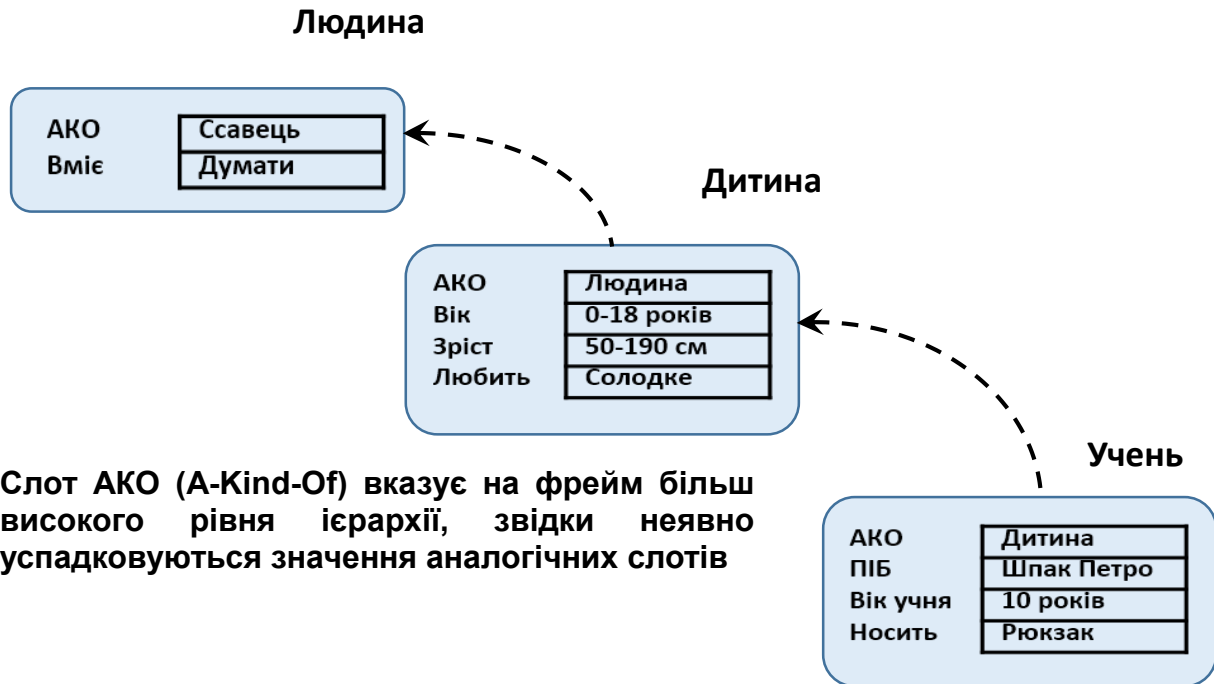 Людина
АКО Ссавець
Вміє Думати
Дитина
АКО Людина
Вік 0-18 років
Зріст 50-190 см
Любить Солодке
Слот АКО (A-Kind-Of) вказує на фрейм більш
високого рівня ієрархії, звідки неявно
успадковуються значення аналогічних слотів
Учень
АКО Дитина
ПІБ Шпак Петро
Вік учня 10 років
Носить Рюкзак